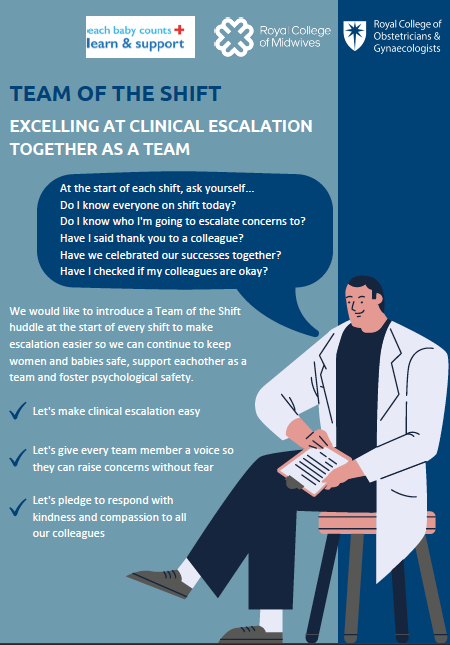 each baby counts +
learn & support
Royal College
of Midwives
Royal College of
Obstetricians &
Gynaecologists
TEAM OF THE SHIFT
EXCELLING AT CLINICAL ESCALATION
TOGETHER AS A TEAM
At the start of each shift, ask yourself...
Do I know everyone on shift today?
Do I know who I'm going to escalate concerns to?
Have I said thank you to a colleague?
Have we celebrated our successes together?
Have I checked if my colleagues are okay?
We would like to introduce a Team of the Shift
huddle at the start of every shift to make
escalation easier so we can continue to keep
women and babies safe, support eachother as a
team and foster psychological safety.
Let's make clinical escalation easy
Let's give every team member a voice so
they can raise concerns without fear
Let's pledge to respond with
kindness and compassion to all
our colleagues